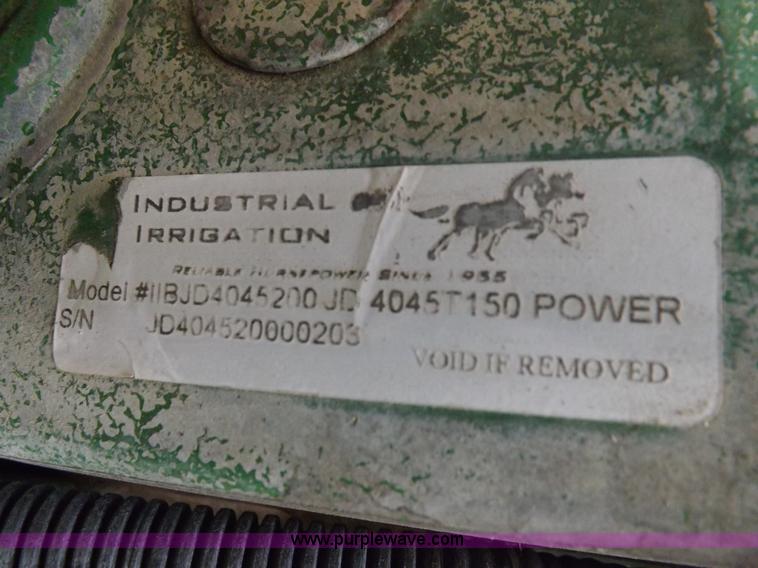 INDUSTRIAL
IRRIGATION
RELIABLE HORSEPOWER SINCE 1955
Model #IIBJD4045200 JD 4045T150 POWER
S/N JD404520000203
VOID IF REMOVED
www.purplewave.com